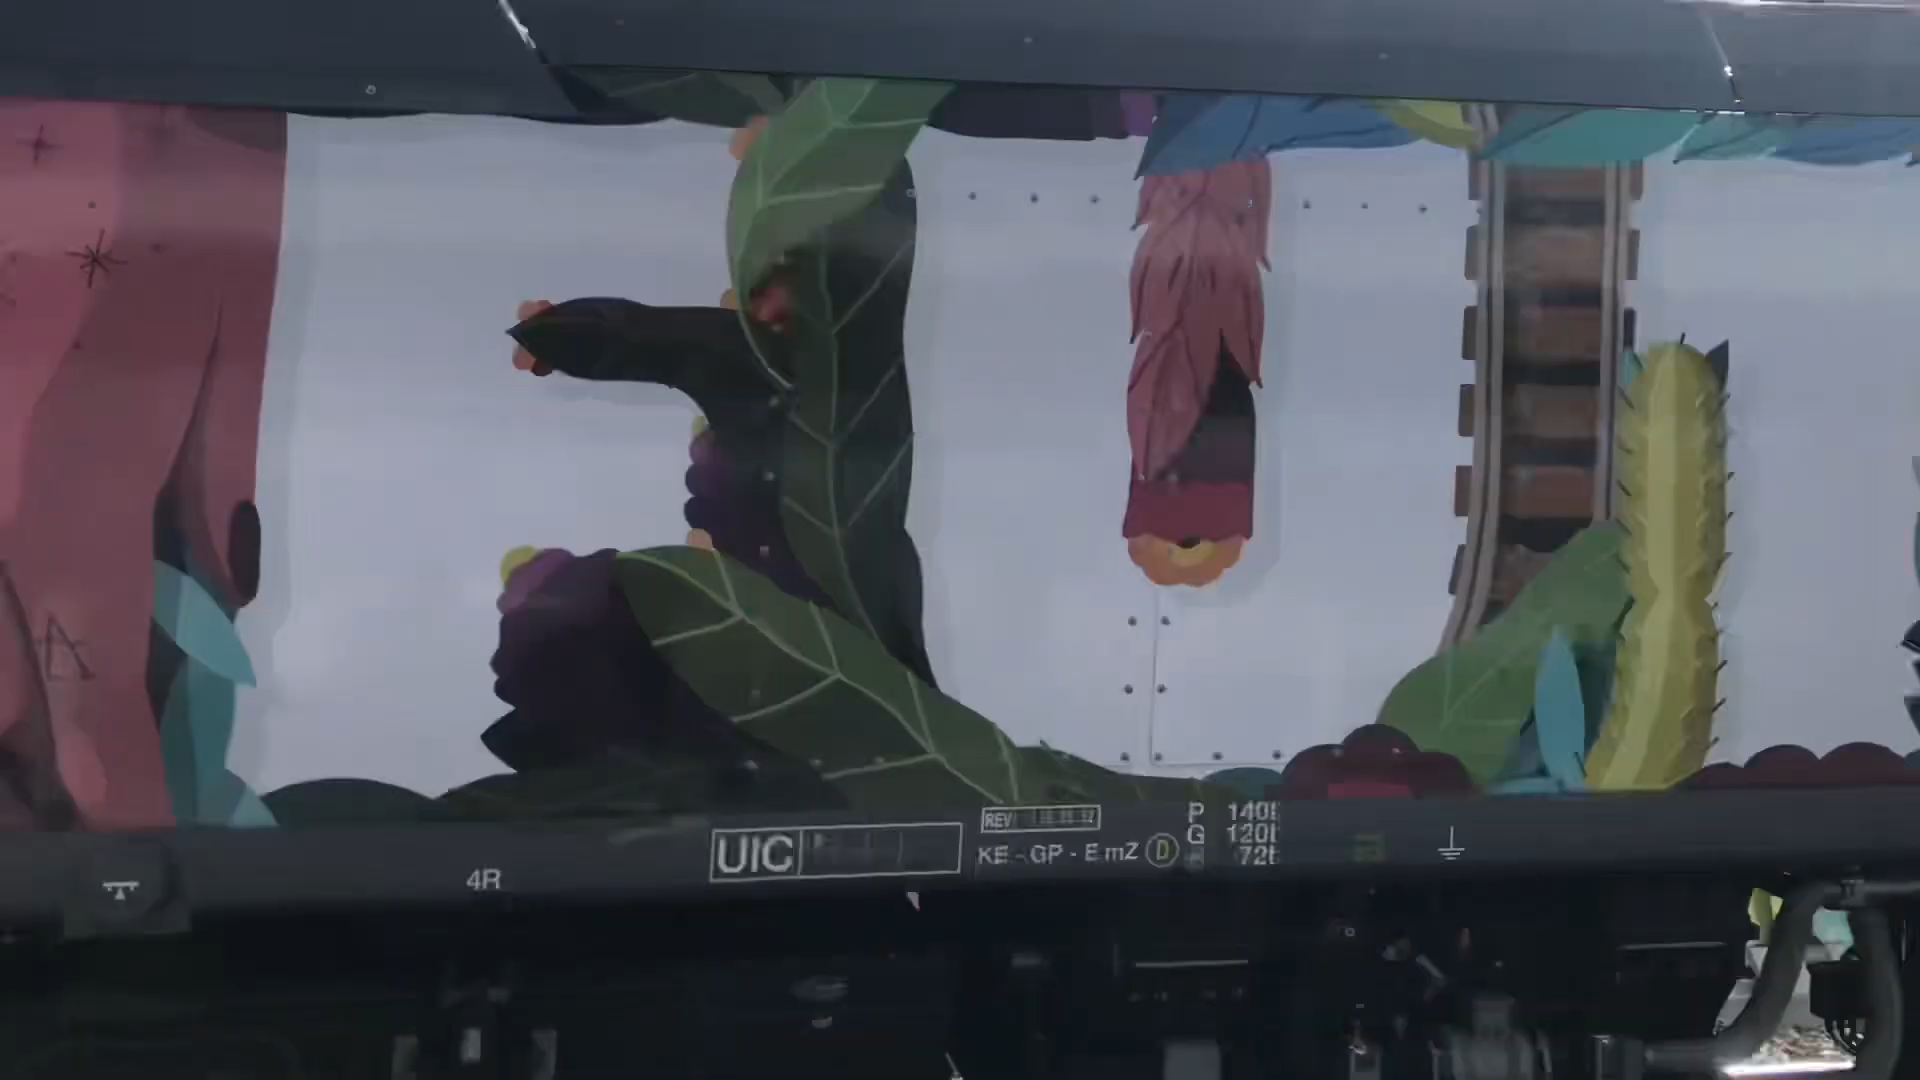 4R
UIC
REV
KE - GP - E mZ D
P 140t
G 120t
72t